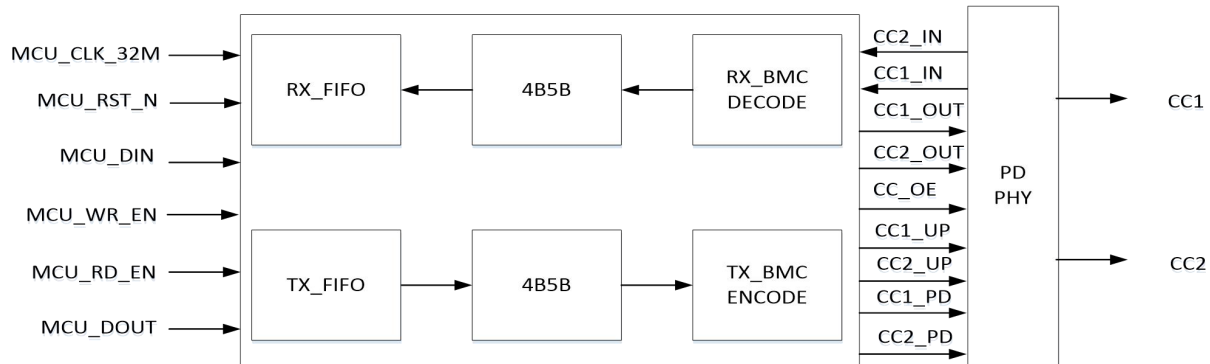 MCU_CLK_32M
MCU_RST_N
MCU_DIN
MCU_WR_EN
MCU_RD_EN
MCU_DOUT
RX_FIFO
4B5B
RX_BMC
DECODE
TX_FIFO
4B5B
TX_BMC
ENCODE
CC2_IN
CC1_IN
CC1_OUT
CC2_OUT
CC_OE
CC1_UP
CC2_UP
CC1_PD
CC2_PD
PD
PHY
CC1
CC2